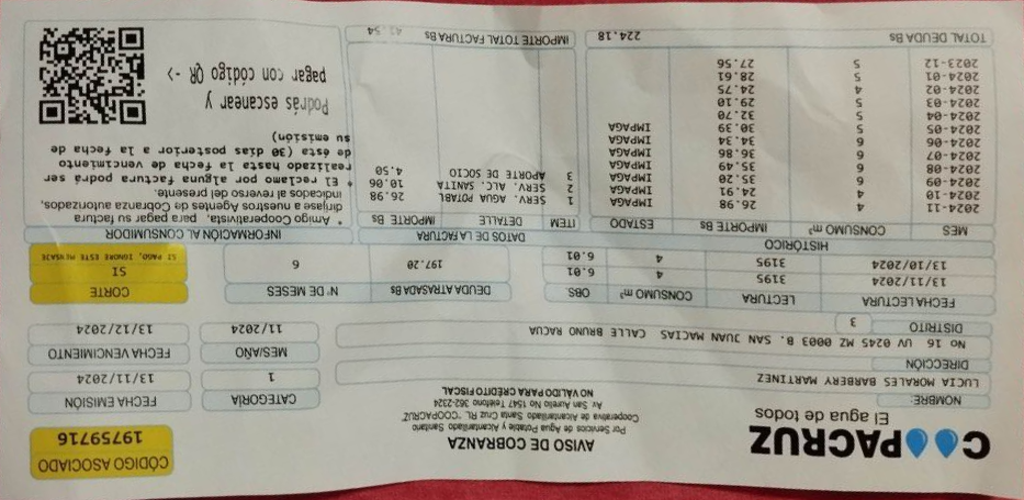 COOPACRUZ
El agua de todos
AVISO DE COBRANZA
Por Servicios de Agua Potable y Alcantarillado Sanitario
Cooperativa de Alcantarillado Santa Cruz "COOPACRUZ" RL
Av. San Aurelio No 1547 Telefono 362-2324
NO VALIDO PARA CRÉDITO FISCAL
CÓDIGO ASOCIADO
19759716
NOMBRE:
LUCIA MORALES BARBERY MARTINEZ
CATEGORÍA
1
FECHA EMISIÓN
13/11/2024
DIRECCIÓN
No 16 UV 0245 MZ 0003 B. SAN JUAN MACIAS CALLE BRUNO RACUA
MES/AÑO
11/2024
FECHA VENCIMIENTO
13/12/2024
DISTRITO
3
FECHA LECTURA LECTURA CONSUMO m³ OBS.
13/11/2024 3195 4 6.01
13/10/2024 3195 4 6.01
DEUDA ATRASADA Bs
197.20
N° DE MESES
6
CORTE
SI
SI PAGO, IGNORE ESTE MENSAJE
HISTÓRICO
MES CONSUMO m³ IMPORTE Bs ESTADO
2024-11 4 26.98 IMPAGA
2024-10 4 24.91 IMPAGA
2024-09 6 35.20 IMPAGA
2024-08 6 35.49 IMPAGA
2024-07 6 36.86 IMPAGA
2024-06 6 34.34 IMPAGA
2024-05 5 30.39 IMPAGA
2024-04 5 32.70
2024-03 5 29.10
2024-02 4 24.75
2024-01 5 28.61
2023-12 5 27.56
TOTAL DEUDA Bs 224.18
DATOS DE LA FACTURA
ITEM DETALLE IMPORTE Bs
1 SERV. AGUA POTABLE 26.98
2 SERV. ALC. SANITA 10.06
3 APORTE DE SOCIO 4.50
IMPORTE TOTAL FACTURA Bs 41.54
INFORMACIÓN AL CONSUMIDOR
* Amigo Cooperativista, para pagar su factura
dirijase a nuestros Agentes de Cobranza autorizados,
indicados al reverso del presente.
* El reclamo por alguna factura podrá ser
realizado hasta la fecha de vencimiento
de ésta (30 días posterior a la fecha de
su emisión)
Podrás escanear y
pagar con código QR ->